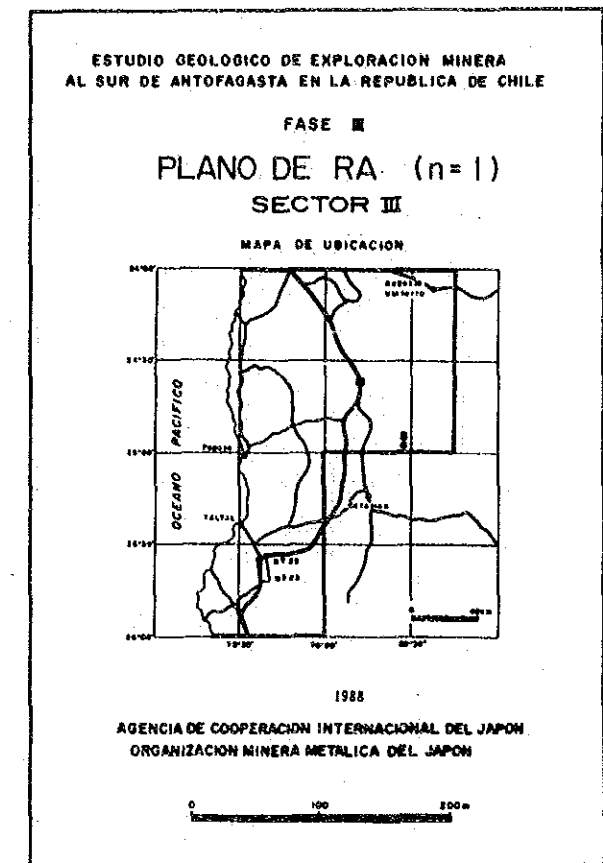 ESTUDIO GEOLOGICO DE EXPLORACION MINERA
AL SUR DE ANTOFAGASTA EN LA REPUBLICA DE CHILE
FASE III
PLANO DE RA (n=1)
SECTOR III
MAPA DE UBICACION
OCEANO PACIFICO
TALTAL
1988
AGENCIA DE COOPERACION INTERNACIONAL DEL JAPON
ORGANIZACION MINERA METALICA DEL JAPON
0 100 200m